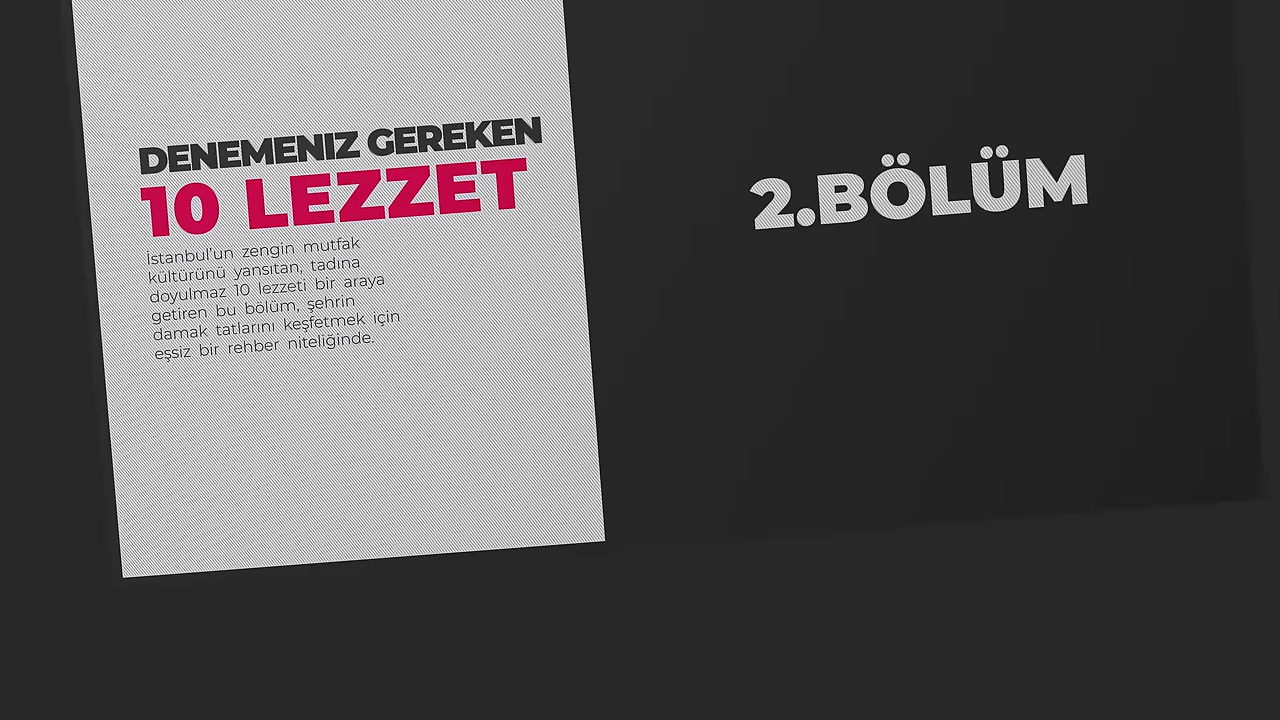 DENEMENIZ GEREKEN
10 LEZZET
İstanbul'un zengin mutfak
kültürünü yansıtan, tadına
doyulmaz 10 lezzeti bir araya
getiren bu bölüm, şehrin
damak tatlarını keşfetmek için
eşsiz bir rehber niteliginde.
2.BÖLÜM